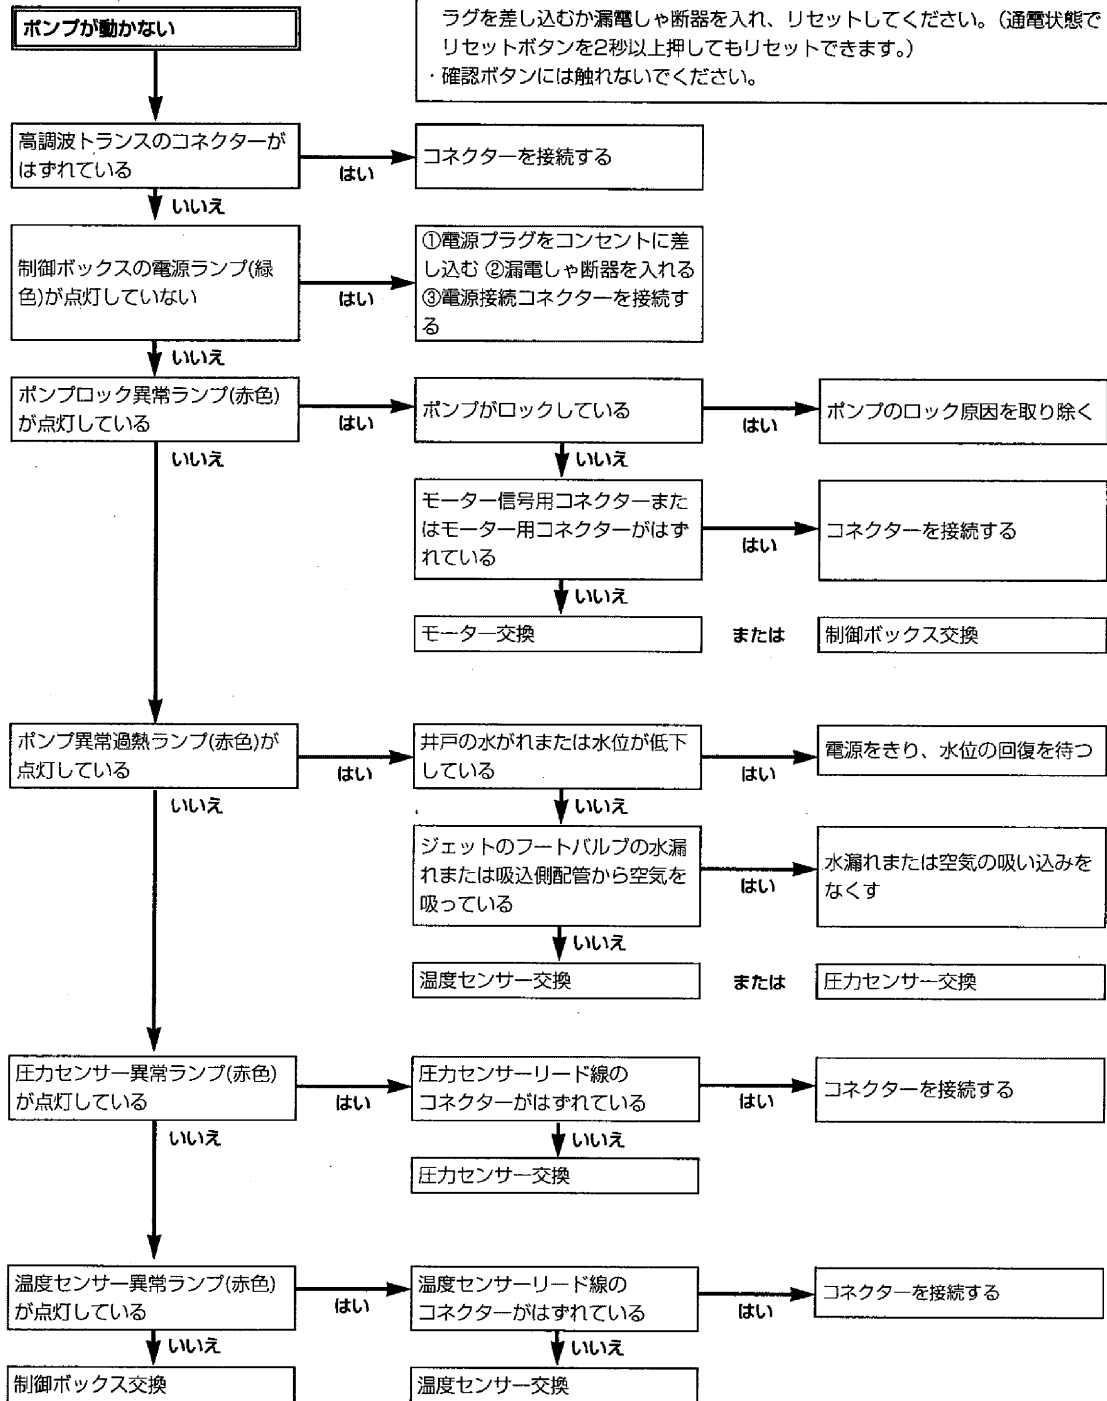 ポンプが動かない
ラグを差し込むか漏電しゃ断器を入れ、リセットしてください。（通電状態で
リセットボタンを2秒以上押してもリセットできます。）
・確認ボタンには触れないでください。
高調波トランスのコネクターが
はずれている
はい
コネクターを接続する
いいえ
制御ボックスの電源ランプ(緑
色)が点灯していない
はい
①電源プラグをコンセントに差
し込む ②漏電しゃ断器を入れる
③電源接続コネクターを接続す
る
いいえ
ポンプロック異常ランプ(赤色)
が点灯している
はい
ポンプがロックしている
はい
ポンプのロック原因を取り除く
いいえ
いいえ
モーター信号用コネクターまた
はモーター用コネクターがはず
れている
はい
コネクターを接続する
いいえ
モーター交換
または
制御ボックス交換
ポンプ異常過熱ランプ(赤色)が
点灯している
はい
井戸の水がれまたは水位が低下
している
はい
電源をきり、水位の回復を待つ
いいえ
いいえ
ジェットのフートバルブの水漏
れまたは吸込側配管から空気を
吸っている
はい
水漏れまたは空気の吸い込みを
なくす
いいえ
温度センサー交換
または
圧力センサー交換
圧力センサー異常ランプ(赤色)
が点灯している
はい
圧力センサーリード線の
コネクターがはずれている
はい
コネクターを接続する
いいえ
いいえ
圧力センサー交換
温度センサー異常ランプ(赤色)
が点灯している
はい
温度センサーリード線の
コネクターがはずれている
はい
コネクターを接続する
いいえ
いいえ
制御ボックス交換
温度センサー交換